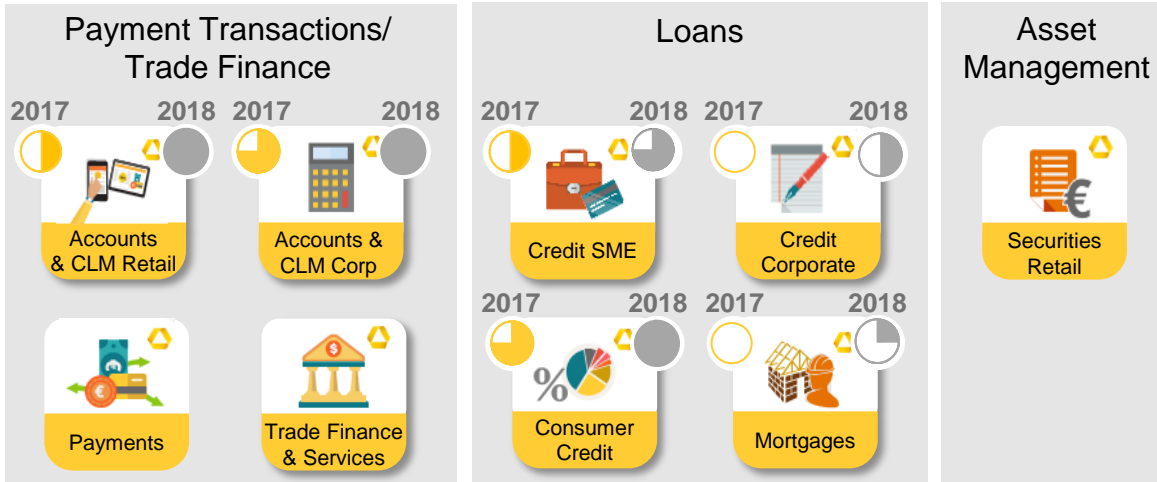 Payment Transactions/
Trade Finance
2017 2018
2017 2018
Accounts
& CLM Retail
Accounts &
CLM Corp
Payments
Trade Finance
& Services
Loans
2017 2018
2017 2018
€
Credit SME
Credit
Corporate
2017 2018
2017 2018
%
Consumer
Credit
Mortgages
Asset
Management
€
Securities
Retail